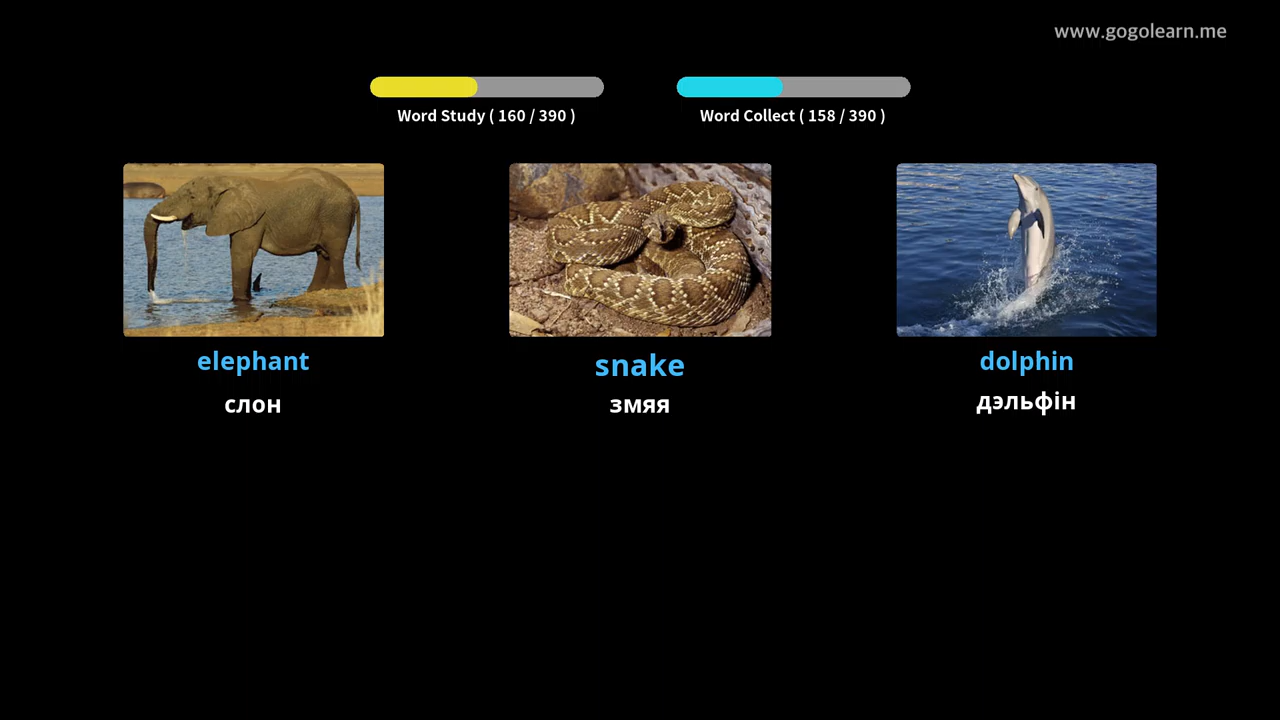 www.gogolearn.me
Word Study ( 160 / 390 )
Word Collect ( 158 / 390 )
elephant
snake
dolphin
слон
змяя
дэльфін